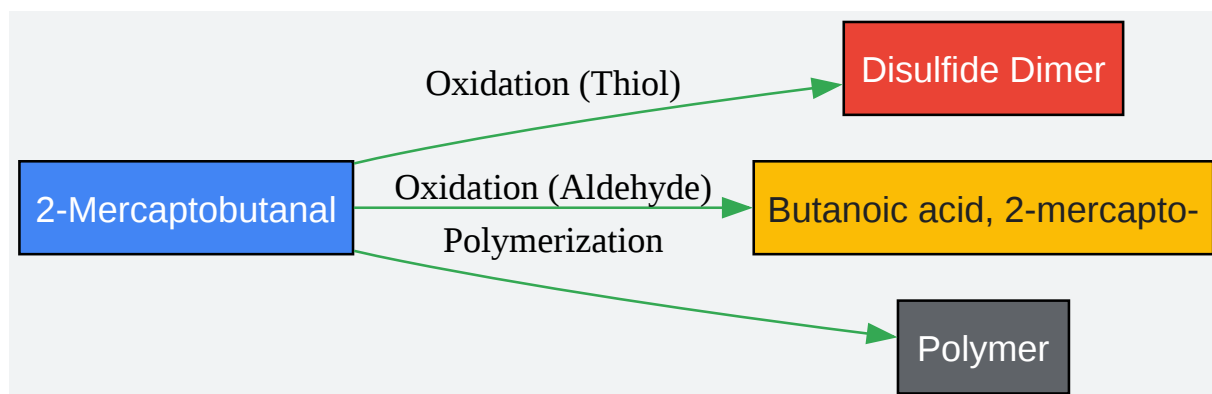 Oxidation (Thiol)
Disulfide Dimer
2-Mercaptobutanal
Oxidation (Aldehyde)
Butanoic acid, 2-mercapto-
Polymerization
Polymer